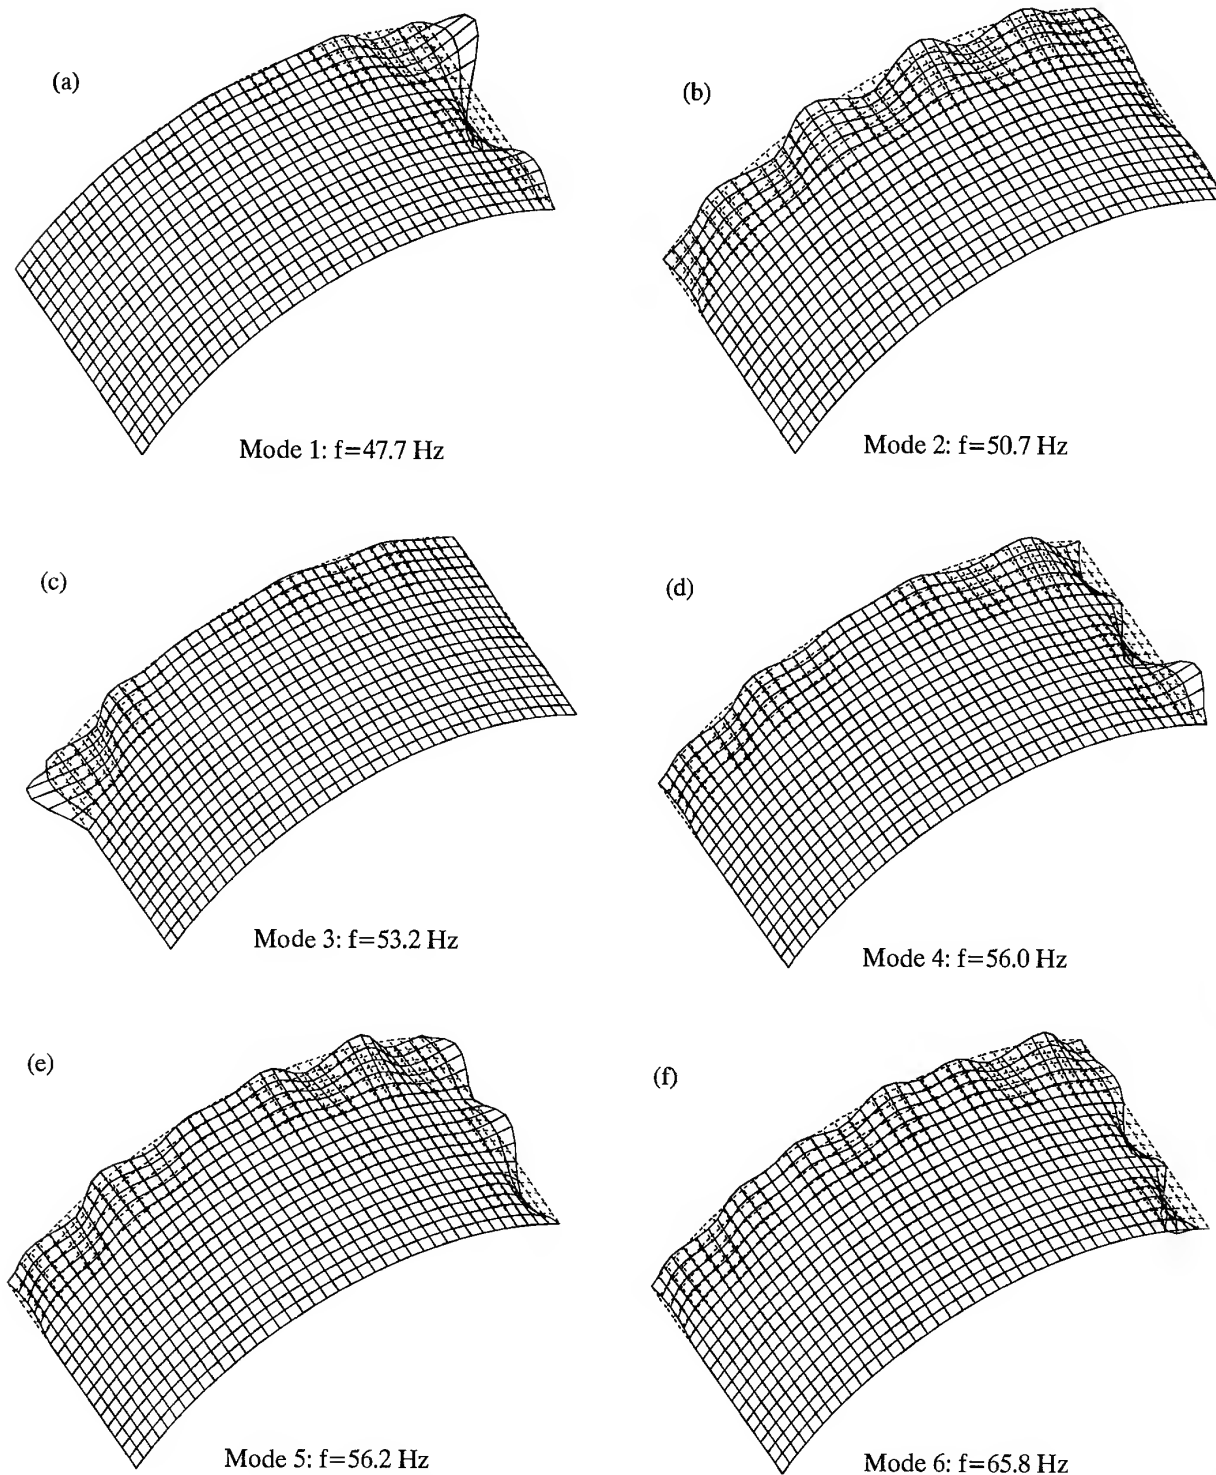 (a)
Mode 1: f=47.7 Hz
(b)
Mode 2: f=50.7 Hz
(c)
Mode 3: f=53.2 Hz
(d)
Mode 4: f=56.0 Hz
(e)
Mode 5: f=56.2 Hz
(f)
Mode 6: f=65.8 Hz